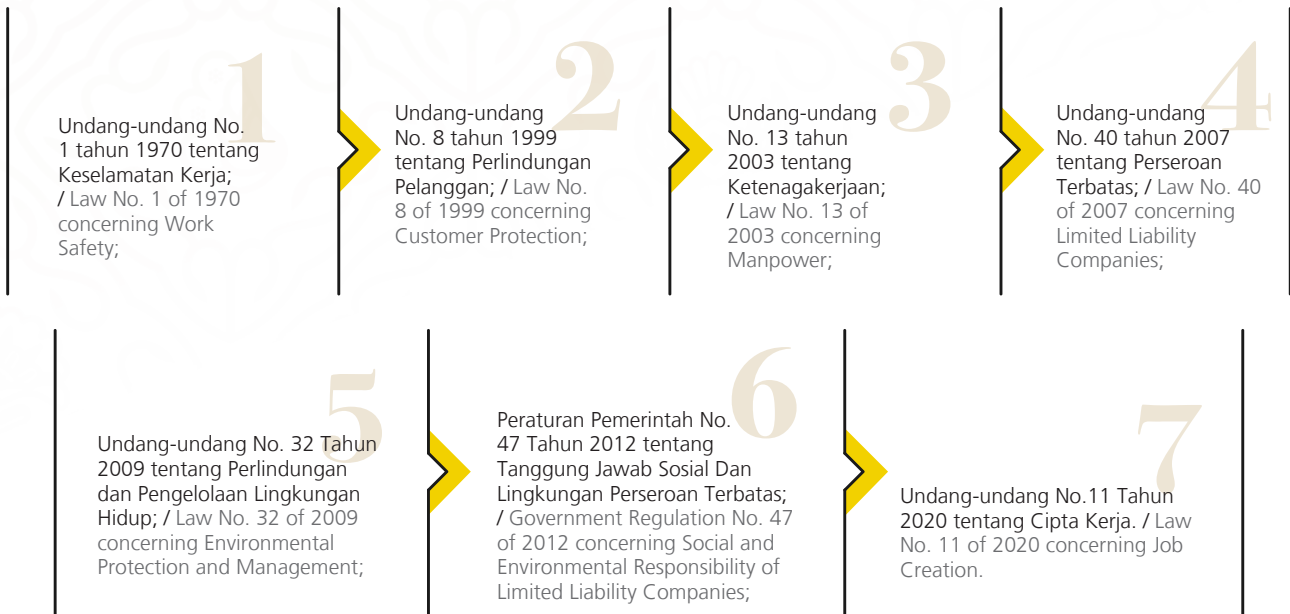 1
Undang-undang No.
1 tahun 1970 tentang
Keselamatan Kerja;
/ Law No. 1 of 1970
concerning Work
Safety;
2
Undang-undang
No. 8 tahun 1999
tentang Perlindungan
Pelanggan; / Law No.
8 of 1999 concerning
Customer Protection;
3
Undang-undang
No. 13 tahun
2003 tentang
Ketenagakerjaan;
/ Law No. 13 of
2003 concerning
Manpower;
4
Undang-undang
No. 40 tahun 2007
tentang Perseroan
Terbatas; / Law No. 40
of 2007 concerning
Limited Liability
Companies;
5
Undang-undang No. 32 Tahun
2009 tentang Perlindungan
dan Pengelolaan Lingkungan
Hidup; / Law No. 32 of 2009
concerning Environmental
Protection and Management;
6
Peraturan Pemerintah No.
47 Tahun 2012 tentang
Tanggung Jawab Sosial Dan
Lingkungan Perseroan Terbatas;
/ Government Regulation No. 47
of 2012 concerning Social and
Environmental Responsibility of
Limited Liability Companies;
7
Undang-undang No.11 Tahun
2020 tentang Cipta Kerja. / Law
No. 11 of 2020 concerning Job
Creation.